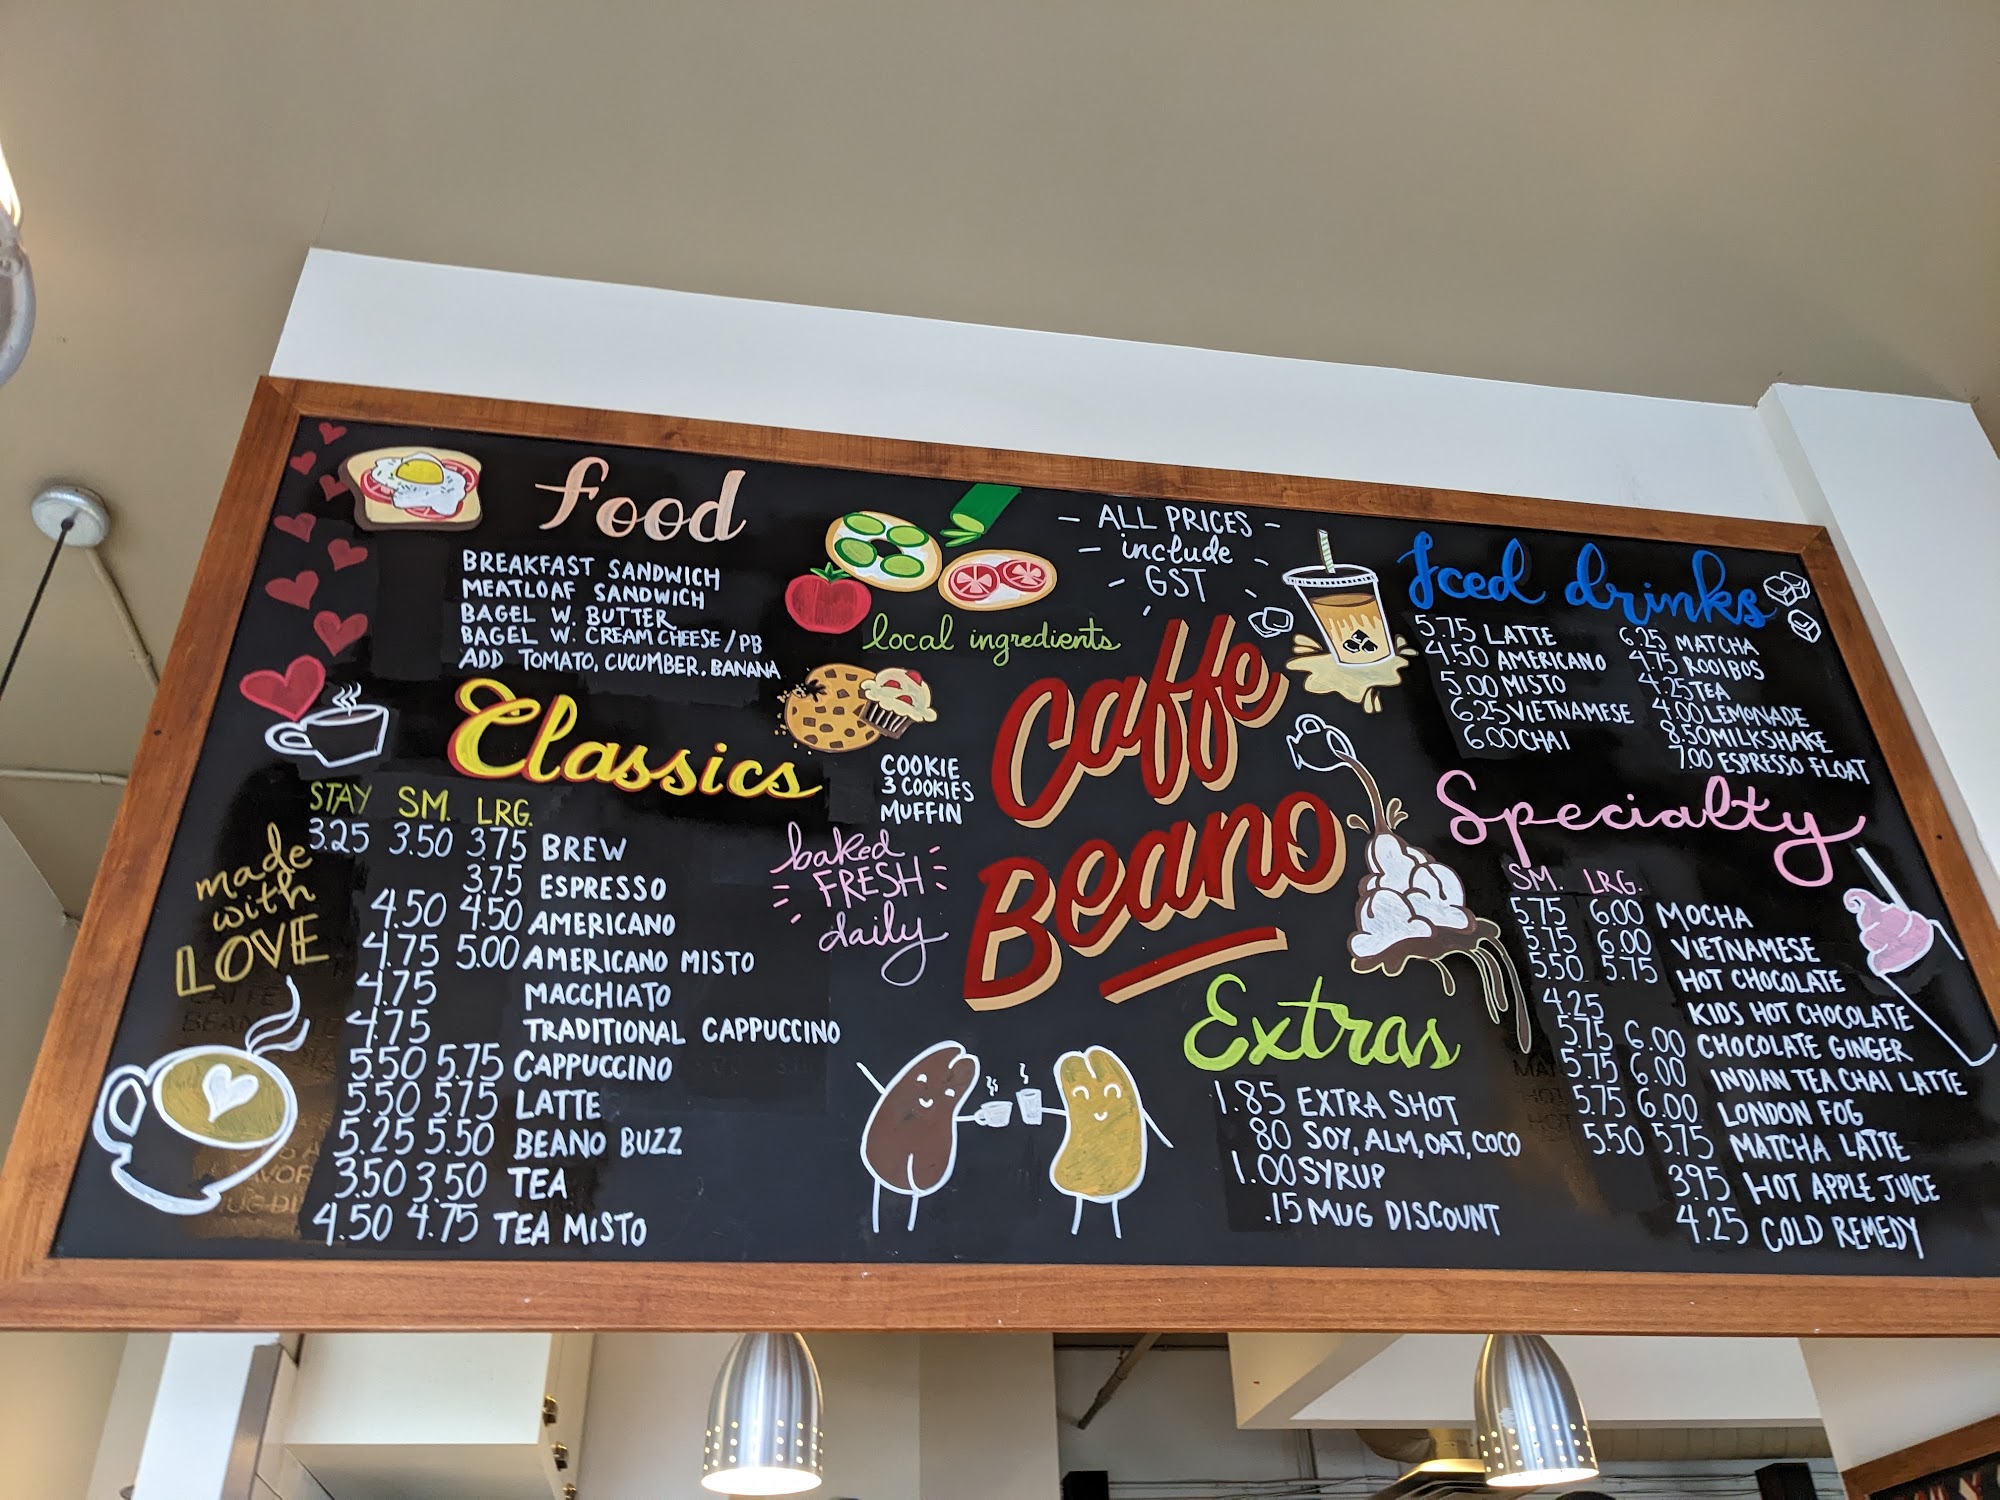 food
BREAKFAST SANDWICH
MEATLOAF SANDWICH
BAGEL W. BUTTER
BAGEL W. CREAM CHEESE / PB
ADD TOMATO, CUCUMBER, BANANA
local ingredients
- ALL PRICES -
- include
- GST -
Classics
STAY SM. LRG.
3.25 3.50 3.75 BREW
3.75 ESPRESSO
4.50 4.50 AMERICANO
4.75 5.00 AMERICANO MISTO
4.75 MACCHIATO
4.75 TRADITIONAL CAPPUCCINO
5.50 5.75 CAPPUCCINO
5.50 5.75 LATTE
5.25 5.50 BEANO BUZZ
3.50 3.50 TEA
4.50 4.75 TEA MISTO
made
with
LOVE
COOKIE
3 COOKIES
MUFFIN
baked
FRESH
daily
Caffe
Beano
Iced drinks
5.75 LATTE
4.50 AMERICANO
5.00 MISTO
6.25 VIETNAMESE
6.00 CHAI
6.25 MATCHA
4.75 ROOIBOS
4.25 TEA
4.00 LEMONADE
8.50 MILKSHAKE
7.00 ESPRESSO FLOAT
Specialty
SM. LRG.
5.75 6.00 MOCHA
5.75 6.00 VIETNAMESE
5.50 5.75 HOT CHOCOLATE
4.25 KIDS HOT CHOCOLATE
5.75 6.00 CHOCOLATE GINGER
5.75 6.00 INDIAN TEA CHAI LATTE
5.75 6.00 LONDON FOG
5.50 5.75 MATCHA LATTE
3.95 HOT APPLE JUICE
4.25 COLD REMEDY
Extras
1.85 EXTRA SHOT
80 SOY, ALM, OAT, COCO
1.00 SYRUP
.15 MUG DISCOUNT